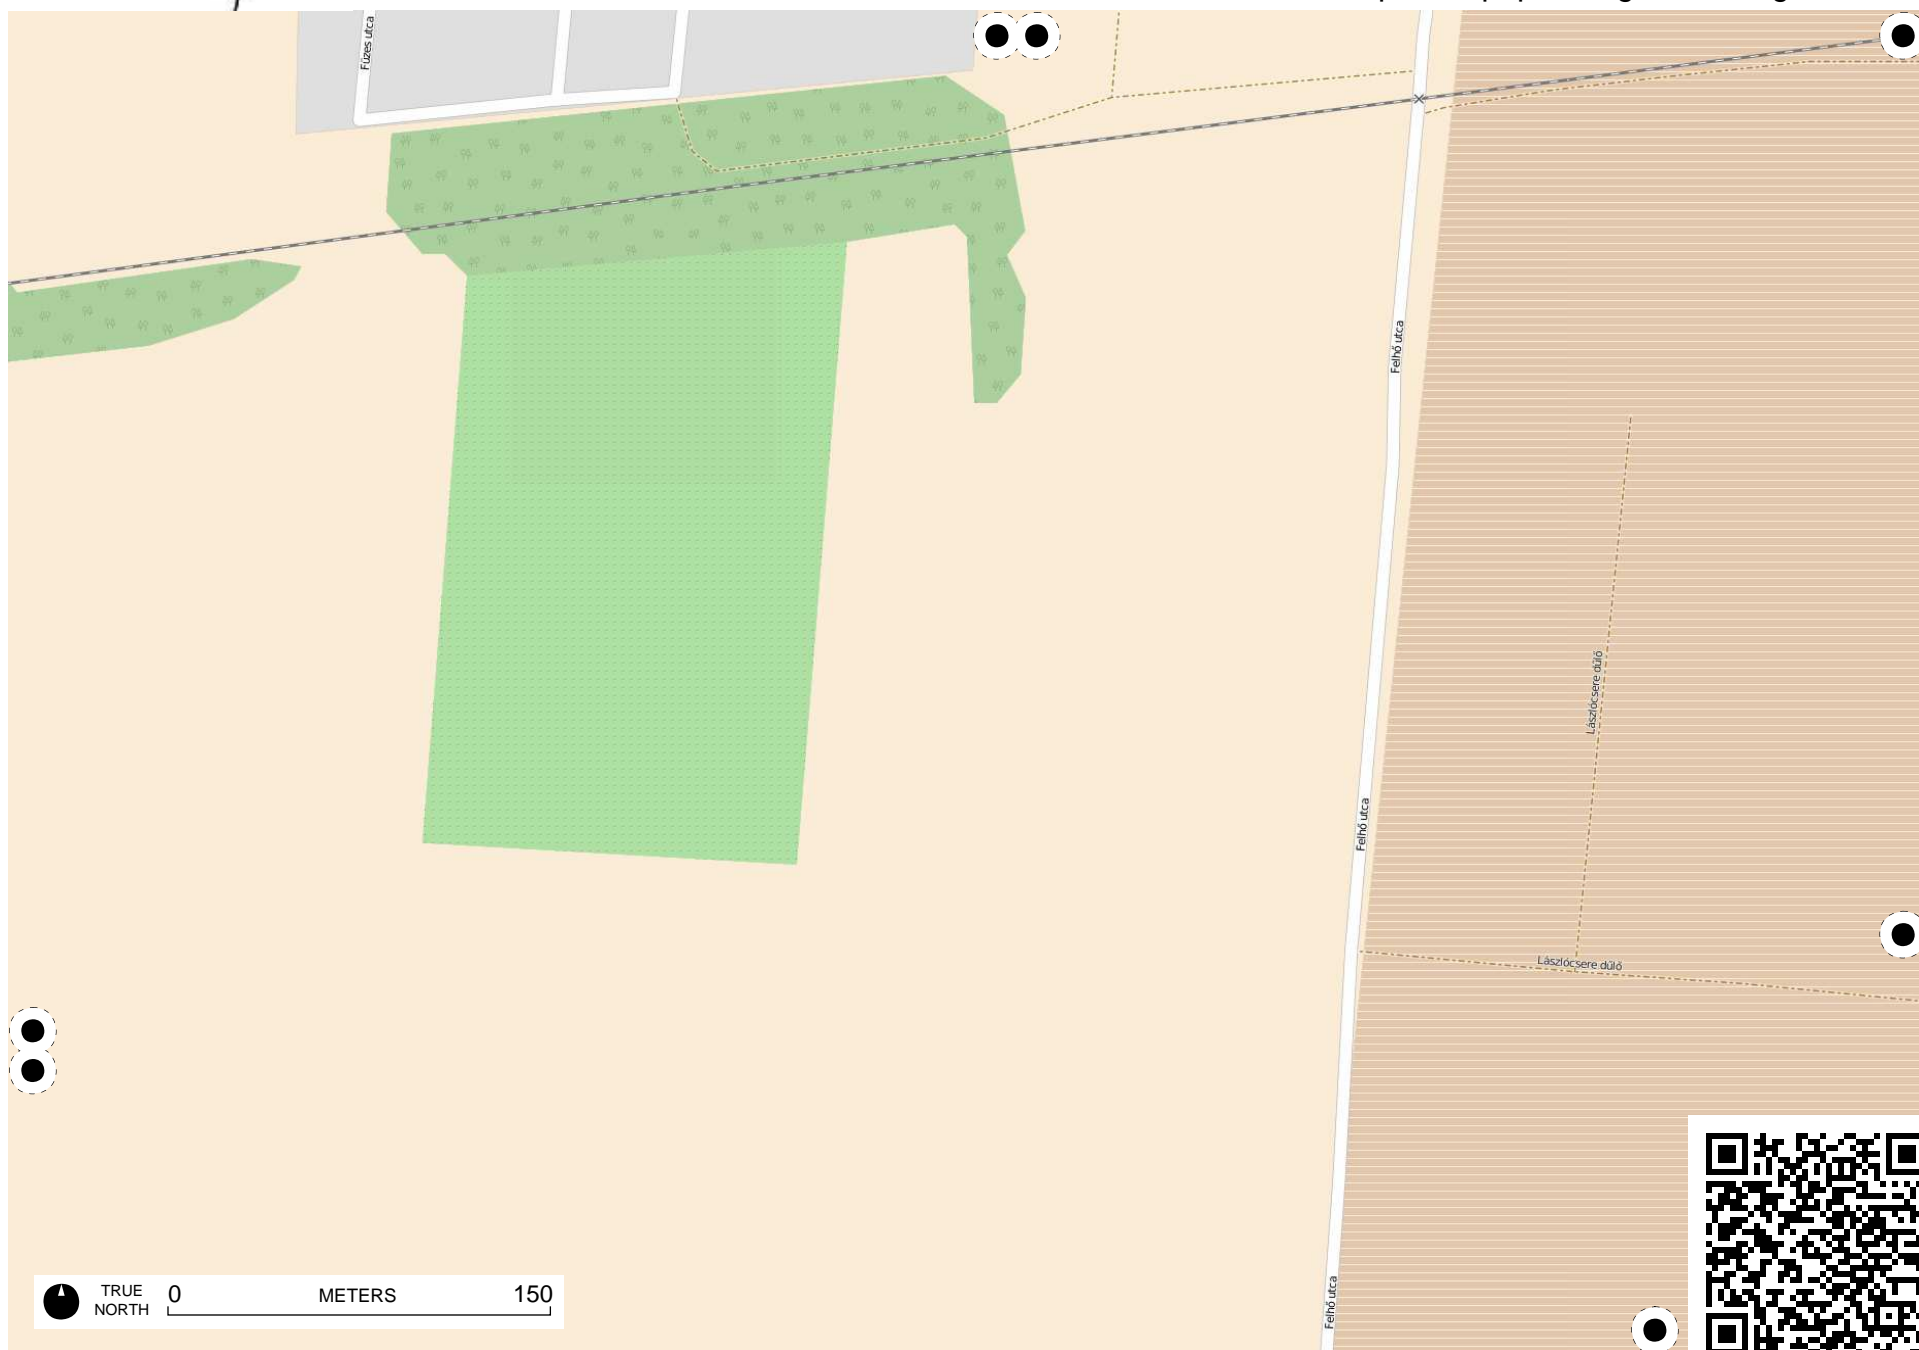 Füzes utca
Felhő utca
Lászlócsere dűlő
Felhő utca
Lászlócsere dűlő
TRUE
NORTH
0 METERS 150
Felhő utca